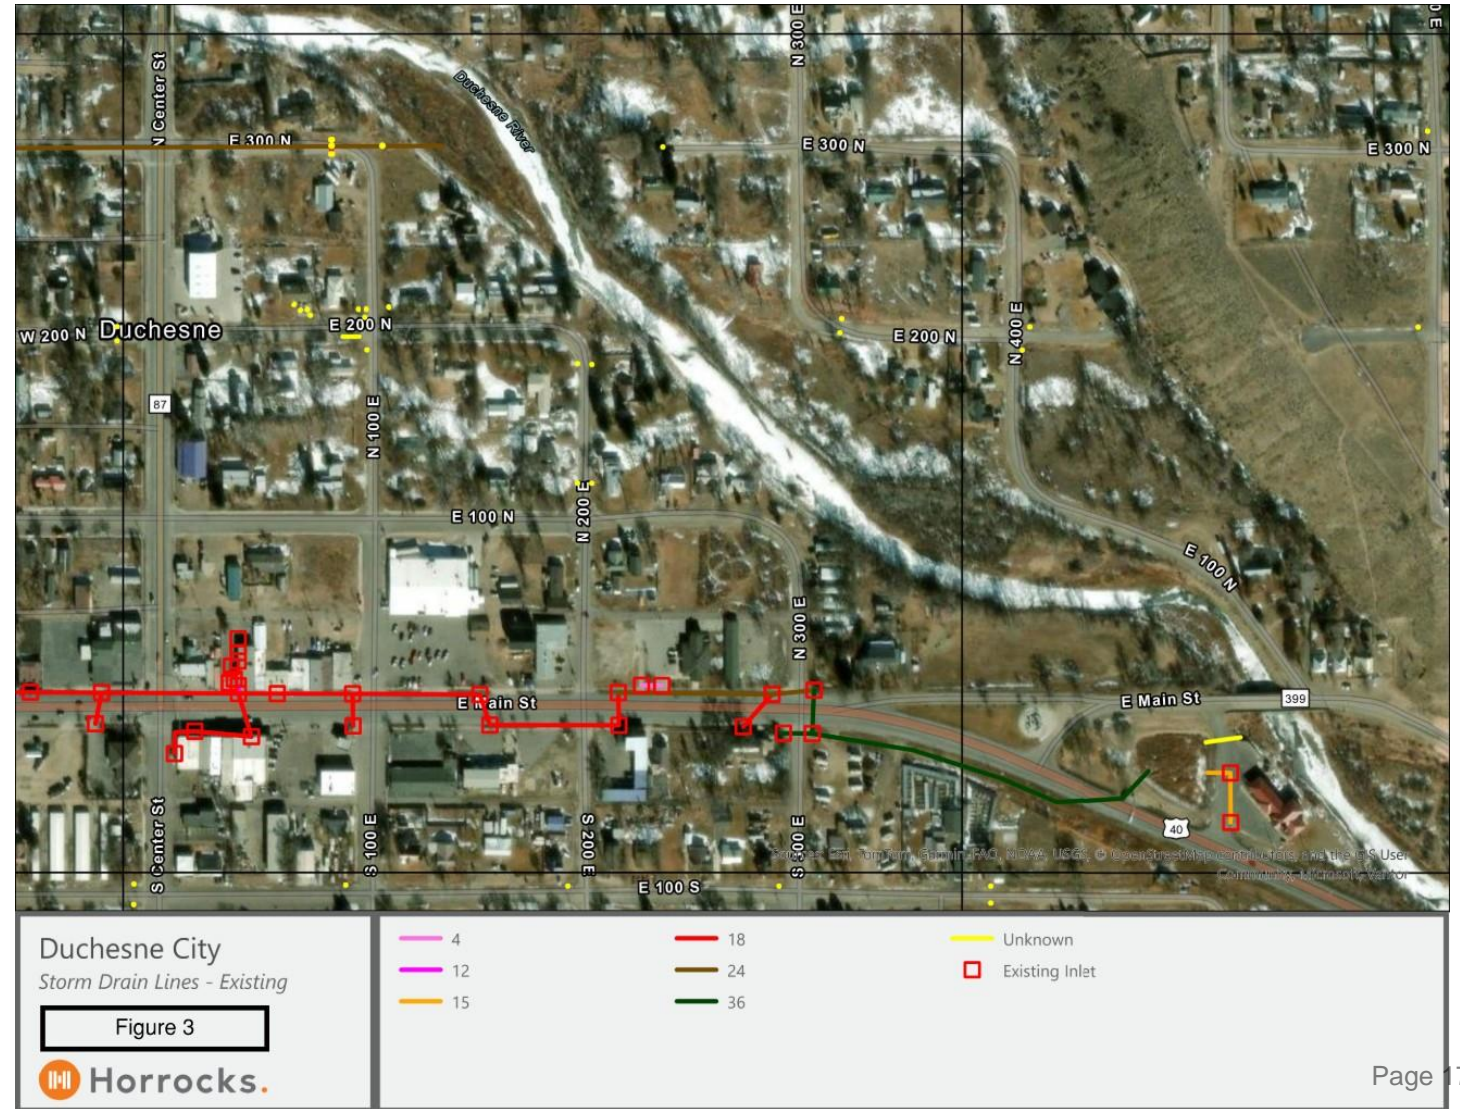 N 300 E
N Center St
Duchesne River
E 300 N
E 300 N
E 300 N
W 200 N
Duchesne
E 200 N
E 200 N
N 400 E
87
N 100 E
E 100 N
N 200 E
E 100 N
N 300 E
E Main St
E Main St
399
S Center St
S 100 E
S 200 E
40
E 100 S
Duchesne City
Storm Drain Lines - Existing
Figure 3
Horrocks.
4
12
15
18
24
36
Unknown
Existing Inlet
Page 17